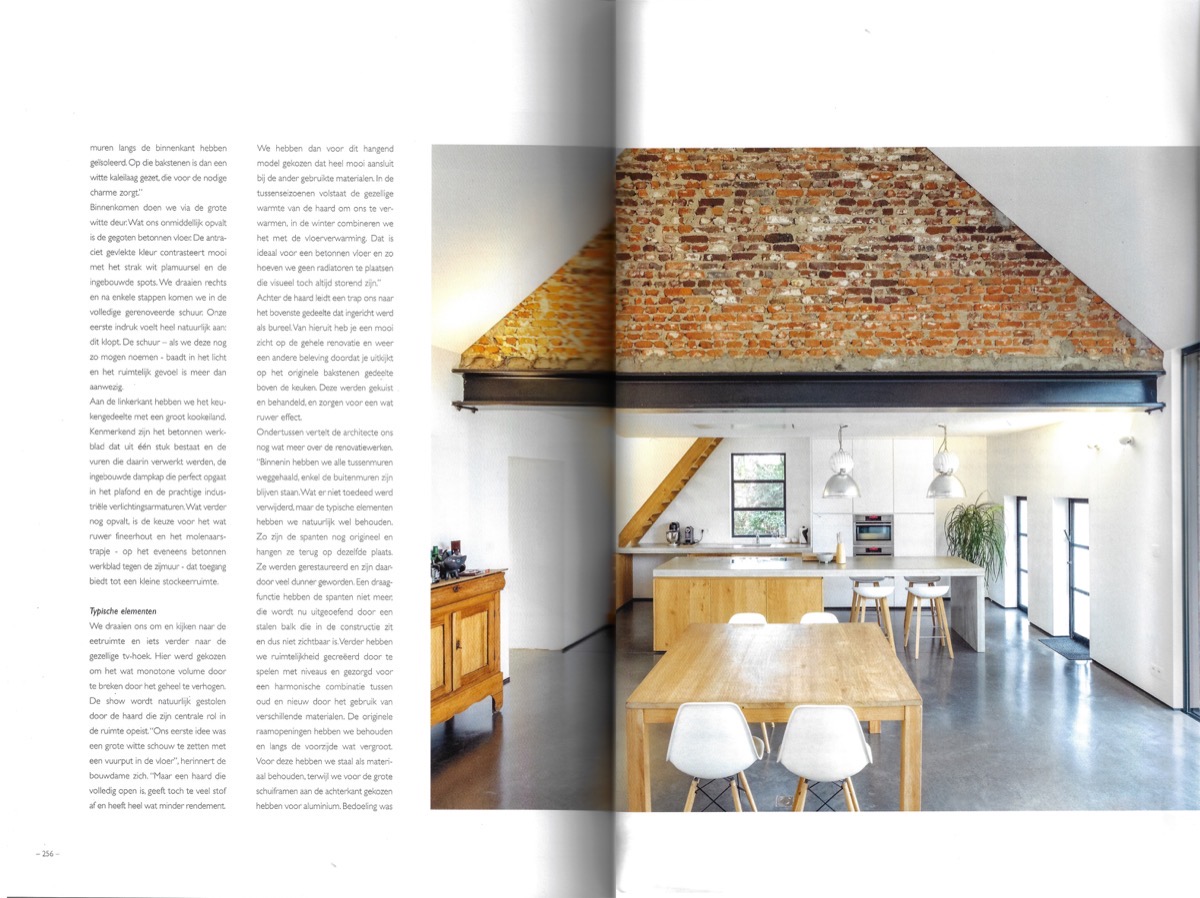 muren langs de binnenkant hebben
geïsoleerd. Op die bakstenen is dan een
witte kaleilaag gezet, die voor de nodige
charme zorgt.”
Binnenkomen doen we via de grote
witte deur. Wat ons onmiddellijk opvalt
is de gegoten betonnen vloer. De antra-
ciet gevlekte kleur contrasteert mooi
met het strak wit plamuursel en de
ingebouwde spots. We draaien rechts
en na enkele stappen komen we in de
volledige gerenoveerde schuur. Onze
eerste indruk voelt heel natuurlijk aan:
dit klopt. De schuur – als we deze nog
zo mogen noemen - baadt in het licht
en het ruimtelijk gevoel is meer dan
aanwezig.
Aan de linkerkant hebben we het keu-
kengedeelte met een groot kookeiland.
Kenmerkend zijn het betonnen werk-
blad dat uit één stuk bestaat en de
vuren die daarin verwerkt werden, de
ingebouwde dampkap die perfect opgaat
in het plafond en de prachtige indus-
triële verlichtingsarmaturen. Wat verder
nog opvalt, is de keuze voor het wat
ruwer fineerhout en het molenaars-
trapje - op het eveneens betonnen
werkblad tegen de zijmuur - dat toegang
biedt tot een kleine stockeerruimte.
Typische elementen
We draaien ons om en kijken naar de
eetruimte en iets verder naar de
gezellige tv-hoek. Hier werd gekozen
om het wat monotone volume door
te breken door het geheel te verhogen.
De show wordt natuurlijk gestolen
door de haard die zijn centrale rol in
de ruimte opeist. “Ons eerste idee was
een grote witte schouw te zetten met
een vuurput in de vloer”, herinnert de
bouwdame zich. “Maar een haard die
volledig open is, geeft toch te veel stof
af en heeft heel wat minder rendement.
We hebben dan voor dit hangend
model gekozen dat heel mooi aansluit
bij de ander gebruikte materialen. In de
tussenseizoenen volstaat de gezellige
warmte van de haard om ons te ver-
warmen, in de winter combineren we
het met de vloerverwarming. Dat is
ideaal voor een betonnen vloer en zo
hoeven we geen radiatoren te plaatsen
die visueel toch altijd storend zijn.”
Achter de haard leidt een trap ons naar
het bovenste gedeelte dat ingericht werd
als bureel. Van hieruit heb je een mooi
zicht op de gehele renovatie en weer
een andere beleving doordat je uitkijkt
op het originele bakstenen gedeelte
boven de keuken. Deze werden gekuist
en behandeld, en zorgen voor een wat
ruwer effect.
Ondertussen vertelt de architecte ons
nog wat meer over de renovatiewerken.
“Binnenin hebben we alle tussenmuren
weggehaald, enkel de buitenmuren zijn
blijven staan. Wat er niet toedeed werd
verwijderd, maar de typische elementen
hebben we natuurlijk wel behouden.
Zo zijn de spanten nog origineel en
hangen ze terug op dezelfde plaats.
Ze werden gerestaureerd en zijn daar-
door veel dunner geworden. Een draag-
functie hebben de spanten niet meer,
die wordt nu uitgeoefend door een
stalen balk die in de constructie zit
en dus niet zichtbaar is. Verder hebben
we ruimtelijkheid gecreëerd door te
spelen met niveaus en gezorgd voor
een harmonische combinatie tussen
oud en nieuw door het gebruik van
verschillende materialen. De originele
raamopeningen hebben we behouden
en langs de voorzijde wat vergroot.
Voor deze hebben we staal als materi-
aal behouden, terwijl we voor de grote
schuiframen aan de achterkant gekozen
hebben voor aluminium. Bedoeling was
– 256 –